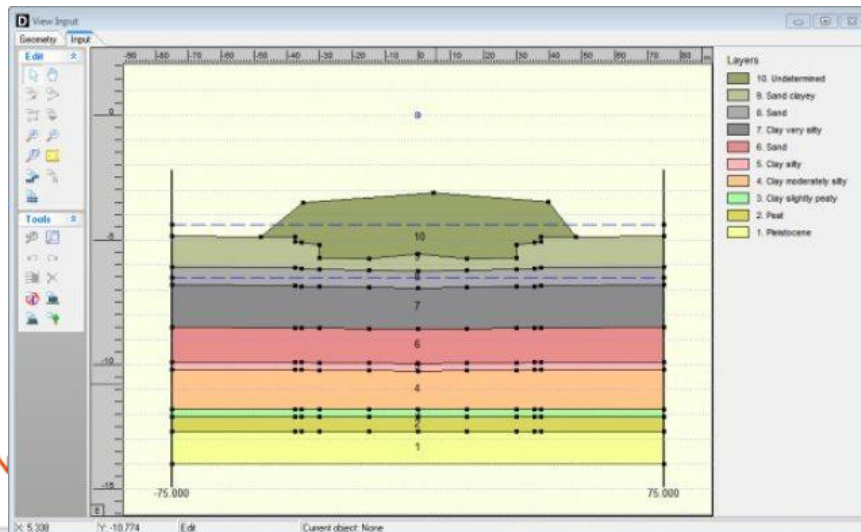 D View Input
Geometry Input
Edit
Tools
-90 -80 -70 -60 -50 -40 -30 -20 -10 0 10 20 30 40 50 60 70 80 m
0
-5
-10
-15
10
9
8
7
6
4
2
1
-75.000 75.000
Layers
10. Undetermined
9. Sand clayey
8. Sand
7. Clay very silty
6. Sand
5. Clay silty
4. Clay moderately silty
3. Clay slightly peaty
2. Peat
1. Pleistocene
X: 5.338 Y: -10.774 Edit Current object: None